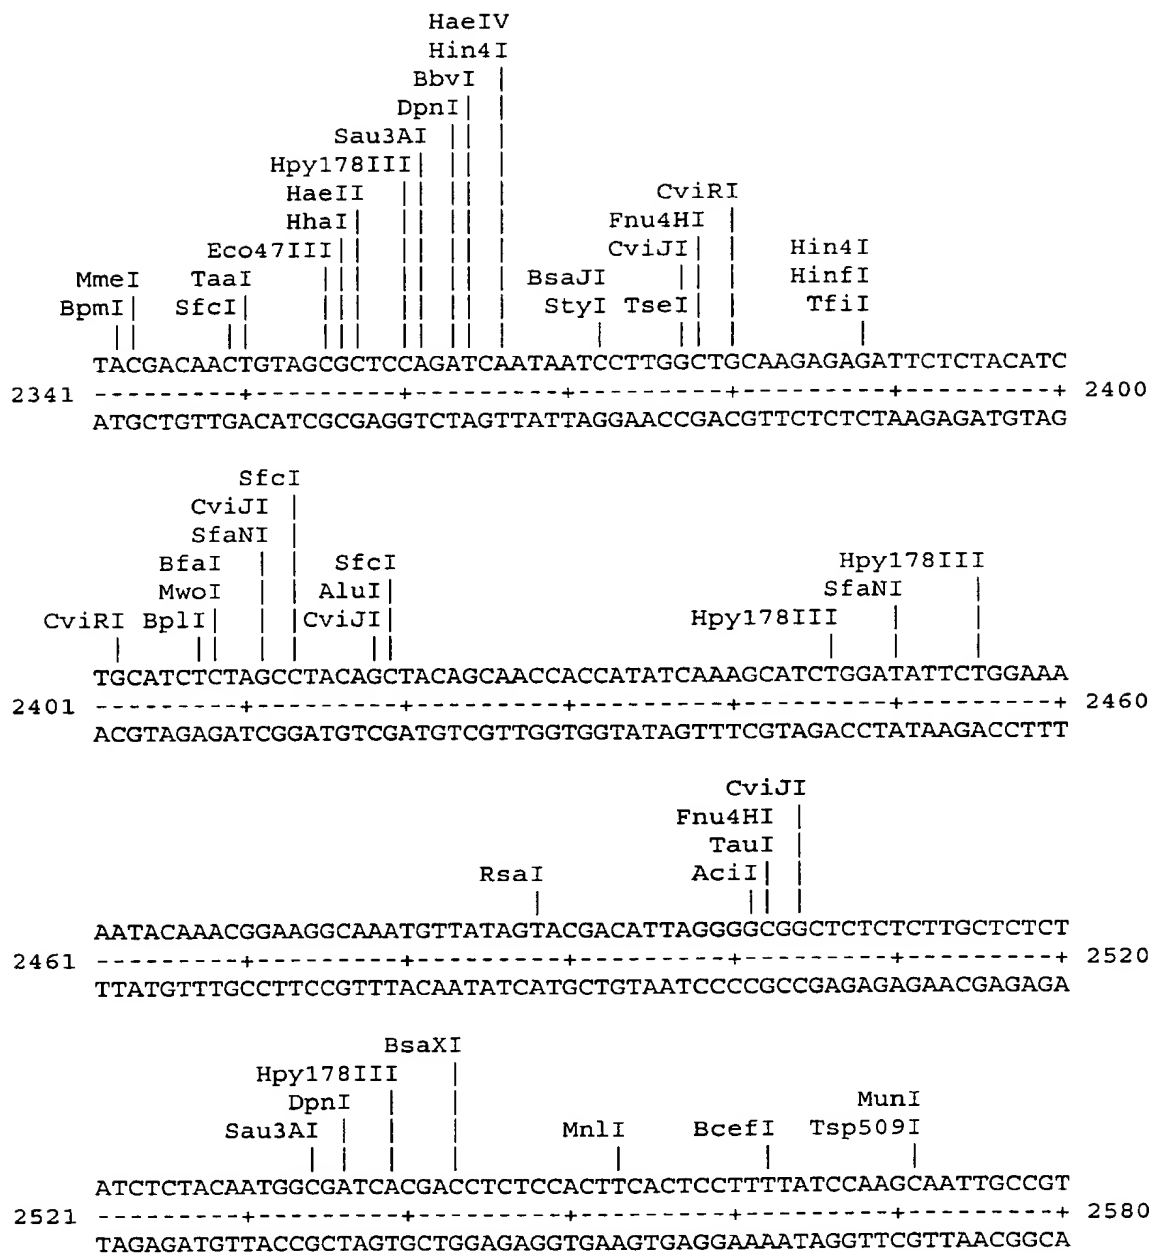 HaeIV
Hin4I
BbvI
DpnI
Sau3AI
Hpy178III
HaeII CviRI
HhaI Fnu4HI
Eco47III CviJI Hin4I
MmeI TaaI BsaJI HinfI
BpmI SfcI StyI TseI TfiI
TACGACAACTGTAGCGCTCCAGATCAATAATCCTTGGCTGCAAGAGAGATTCTCTACATC
2341 ---------+---------+---------+---------+---------+---------+ 2400
ATGCTGTTGACATCGCGAGGTCTAGTTATTAGGAACCGACGTTCTCTCTAAGAGATGTAG
SfcI
CviJI
SfaNI
BfaI SfcI Hpy178III
MwoI AluI SfaNI
CviRI BplI CviJI Hpy178III
TGCATCTCTAGCCTACAGCTACAGCAACCACCATATCAAAGCATCTGGATATTCTGGAAA
2401 ---------+---------+---------+---------+---------+---------+ 2460
ACGTAGAGATCGGATGTCGATGTCGTTGGTGGTATAGTTTCGTAGACCTATAAGACCTTT
CviJI
Fnu4HI
TauI
RsaI AciI
AATACAAACGGAAGGCAAATGTTATAGTACGACATTAGGGGCGGCTCTCTCTTGCTCTCT
2461 ---------+---------+---------+---------+---------+---------+ 2520
TTATGTTTGCCTTCCGTTTACAATATCATGCTGTAATCCCCGCCGAGAGAGAACGAGAGA
BsaXI
Hpy178III
DpnI MunI
Sau3AI MnlI BcefI Tsp509I
ATCTCTACAATGGCGATCACGACCTCTCCACTTCACTCCTTTTATCCAAGCAATTGCCGT
2521 ---------+---------+---------+---------+---------+---------+ 2580
TAGAGATGTTACCGCTAGTGCTGGAGAGGTGAAGTGAGGAAAATAGGTTCGTTAACGGCA